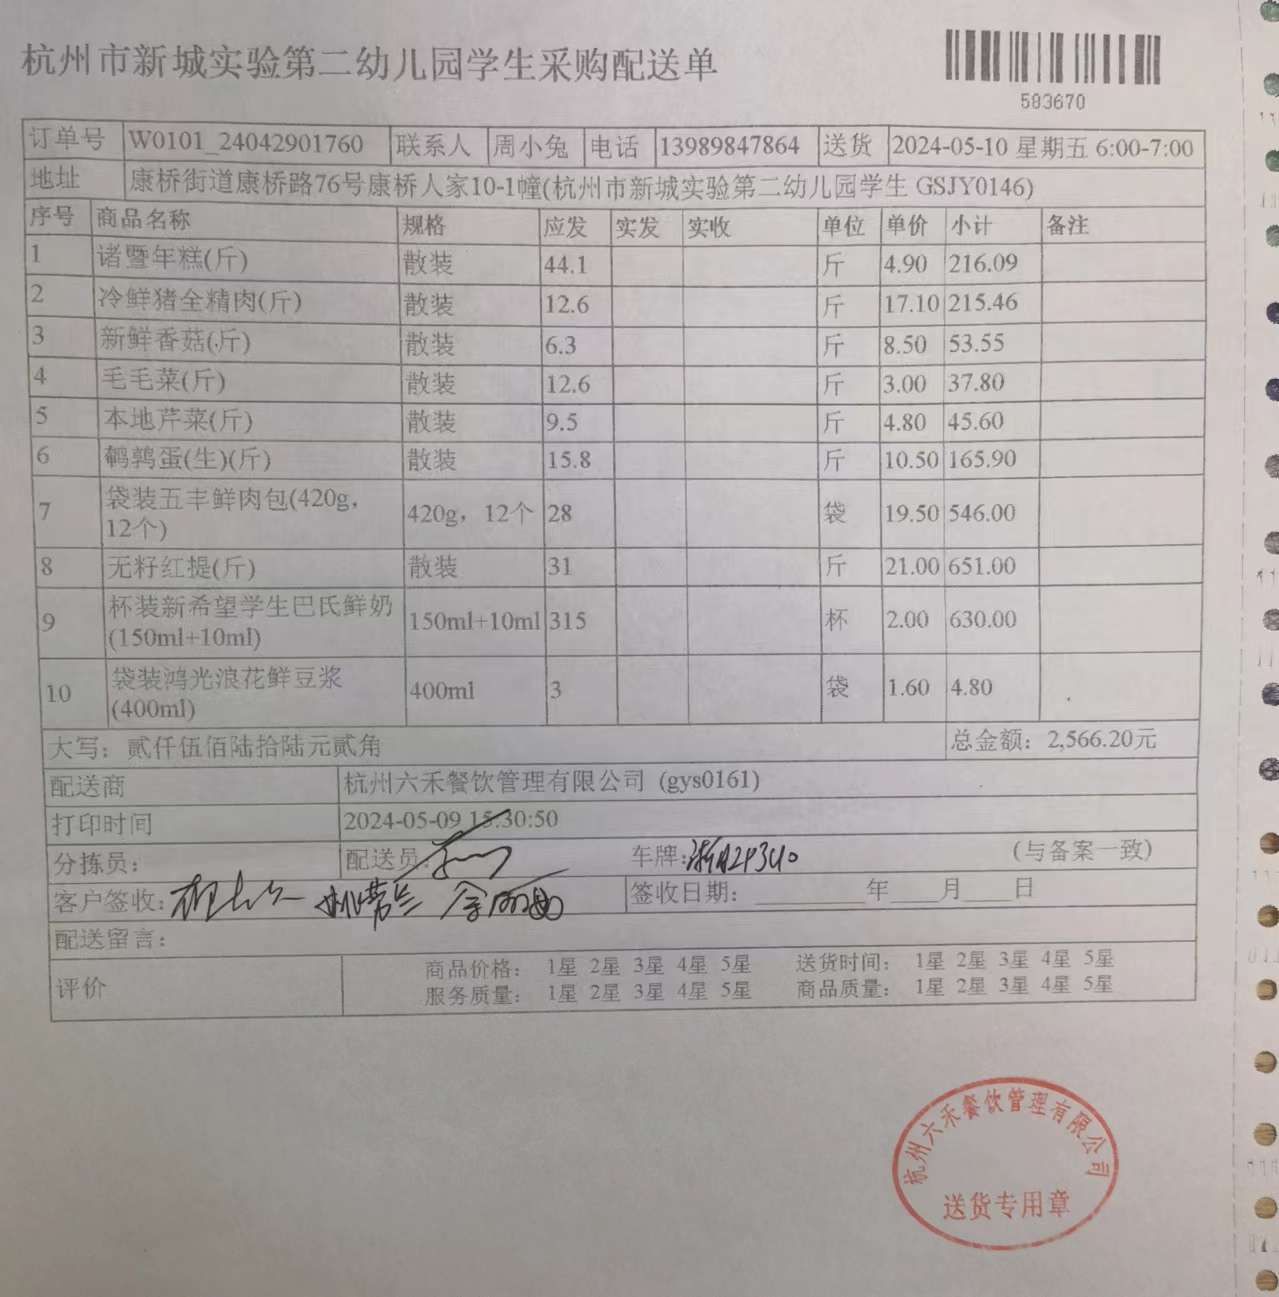 杭州市新城实验第二幼儿园学生采购配送单
583670
订单号 W0101_24042901760 联系人 周小兔 电话 13989847864 送货 2024-05-10 星期五 6:00-7:00
地址 康桥街道康桥路76号康桥人家10-1幢(杭州市新城实验第二幼儿园学生 GSJY0146)
序号 商品名称 规格 应发 实发 实收 单位 单价 小计 备注
1 诸暨年糕(斤) 散装 44.1 斤 4.90 216.09
2 冷鲜猪全精肉(斤) 散装 12.6 斤 17.10 215.46
3 新鲜香菇(斤) 散装 6.3 斤 8.50 53.55
4 毛毛菜(斤) 散装 12.6 斤 3.00 37.80
5 本地芹菜(斤) 散装 9.5 斤 4.80 45.60
6 鹌鹑蛋(生)(斤) 散装 15.8 斤 10.50 165.90
7 袋装五丰鲜肉包(420g, 420g, 12个 28 袋 19.50 546.00
12个)
8 无籽红提(斤) 散装 31 斤 21.00 651.00
9 杯装新希望学生巴氏鲜奶 150ml+10ml 315 杯 2.00 630.00
(150ml+10ml)
10 袋装鸿光浪花鲜豆浆 400ml 3 袋 1.60 4.80
(400ml)
大写：贰仟伍佰陆拾陆元贰角 总金额：2,566.20元
配送商 杭州六禾餐饮管理有限公司 (gys0161)
打印时间 2024-05-09 15:30:50
分拣员： 配送员 车牌: (与备案一致)
客户签收: 签收日期： ____年____月____日
配送留言：
评价 商品价格： 1星 2星 3星 4星 5星 送货时间： 1星 2星 3星 4星 5星
服务质量： 1星 2星 3星 4星 5星 商品质量： 1星 2星 3星 4星 5星
杭州六禾餐饮管理有限公司
送货专用章